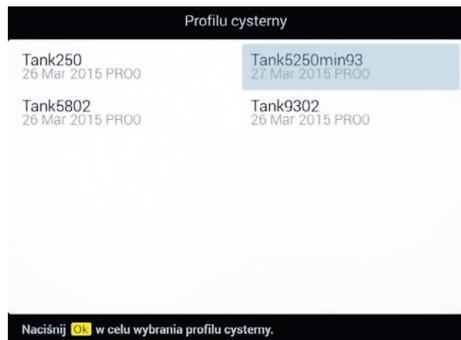 Profilu cysterny
Tank250
26 Mar 2015 PRO0
Tank5250min93
27 Mar 2015 PRO0
Tank5802
26 Mar 2015 PRO0
Tank9302
26 Mar 2015 PRO0
Naciśnij Ok w celu wybrania profilu cysterny.